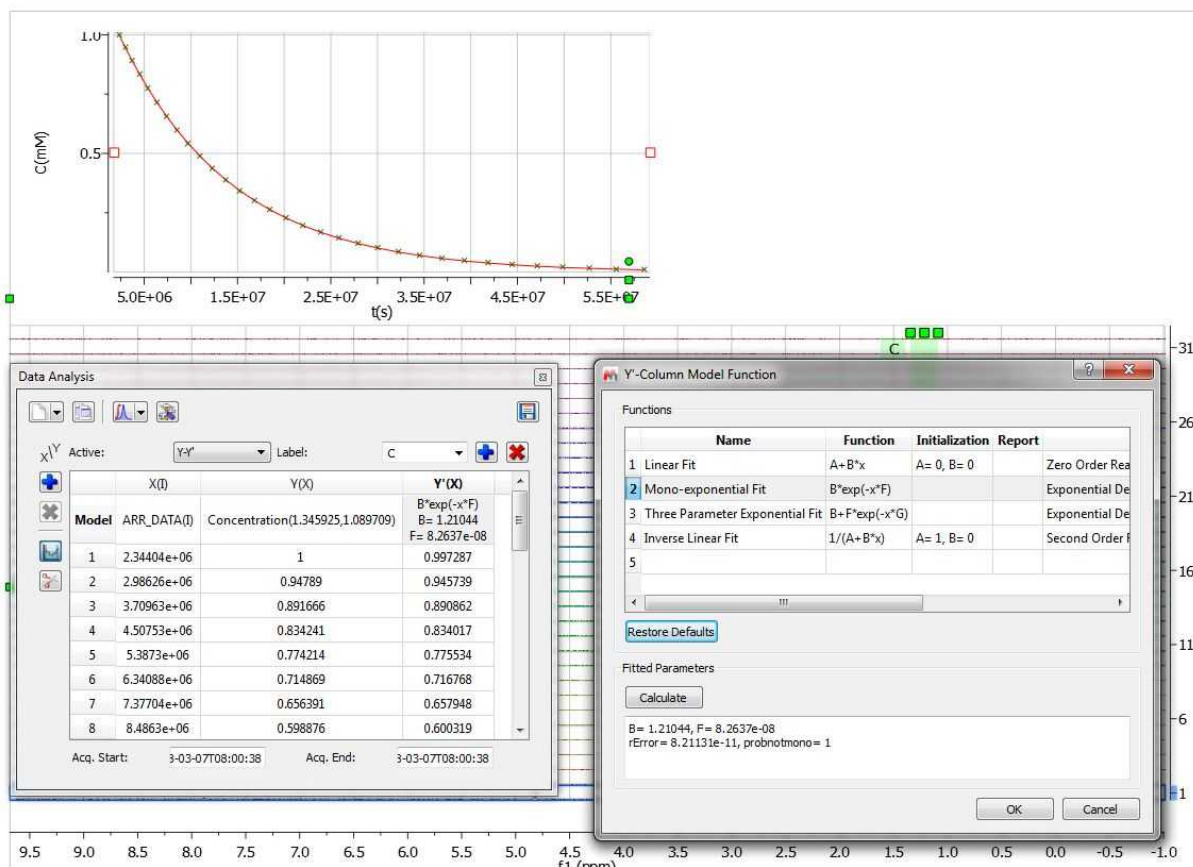 1.0
C(mM)
0.5
5.0E+06 1.5E+07 2.5E+07 3.5E+07 4.5E+07 5.5E+07
t(s)
C
31
26
21
16
11
6
1
Data Analysis
X|Y Active: Y-Y' Label: C
X(I) Y(X) Y'(X)
Model ARR_DATA(I) Concentration(1.345925,1.089709) B*exp(-x*F)
B= 1.21044
F= 8.2637e-08
1 2.34404e+06 1 0.997287
2 2.98626e+06 0.94789 0.945739
3 3.70963e+06 0.891666 0.890862
4 4.50753e+06 0.834241 0.834017
5 5.3873e+06 0.774214 0.775534
6 6.34088e+06 0.714869 0.716768
7 7.37704e+06 0.656391 0.657948
8 8.4863e+06 0.598876 0.600319
Acq. Start: 3-03-07T08:00:38 Acq. End: 3-03-07T08:00:38
Y'-Column Model Function
Functions
Name Function Initialization Report
1 Linear Fit A+B*x A= 0, B= 0 Zero Order Rea
2 Mono-exponential Fit B*exp(-x*F) Exponential De
3 Three Parameter Exponential Fit B+F*exp(-x*G) Exponential De
4 Inverse Linear Fit 1/(A+B*x) A= 1, B= 0 Second Order F
5
Restore Defaults
Fitted Parameters
Calculate
B= 1.21044, F= 8.2637e-08
rError= 8.21131e-11, probnotmono= 1
OK Cancel
9.5 9.0 8.5 8.0 7.5 7.0 6.5 6.0 5.5 5.0 4.5 4.0 3.5 3.0 2.5 2.0 1.5 1.0 0.5 0.0 -1.0
f1 (ppm)